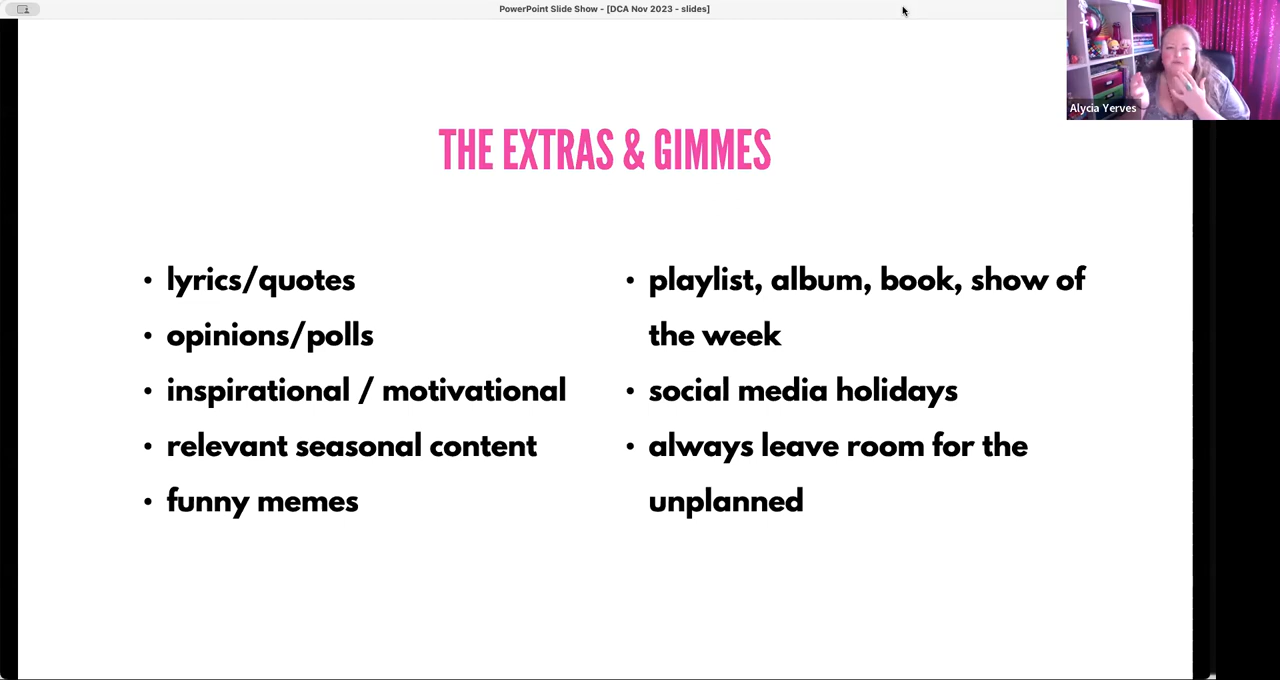 PowerPoint Slide Show - [DCA Nov 2023 - slides]
Alycia Yerves
THE EXTRAS & GIMMES
• lyrics/quotes
• opinions/polls
• inspirational / motivational
• relevant seasonal content
• funny memes
• playlist, album, book, show of
the week
• social media holidays
• always leave room for the
unplanned